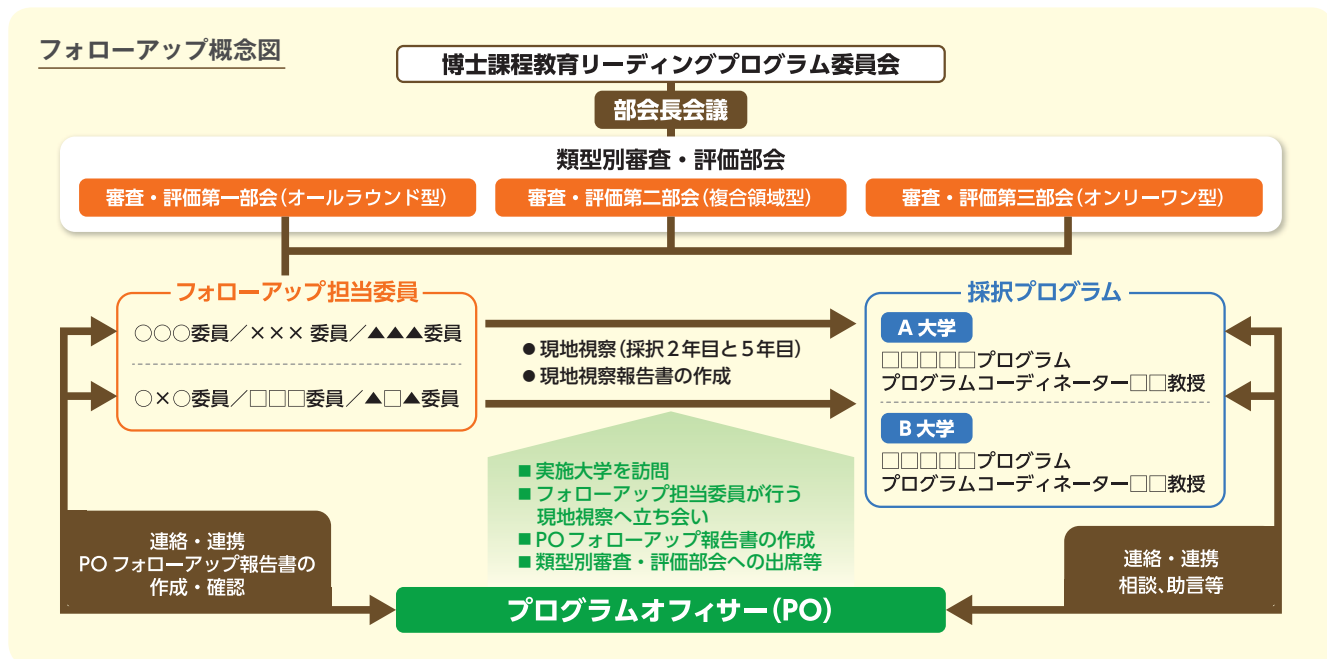 フォローアップ概念図
博士課程教育リーディングプログラム委員会
部会長会議
類型別審査・評価部会
審査・評価第一部会(オールラウンド型)
審査・評価第二部会(複合領域型)
審査・評価第三部会(オンリーワン型)
フォローアップ担当委員
○○○委員／×××委員／▲▲▲委員
○×○委員／□□□委員／▲□▲委員
● 現地視察(採択２年目と５年目)
● 現地視察報告書の作成
採択プログラム
A 大学
□□□□□プログラム
プログラムコーディネーター□□教授
B 大学
□□□□□プログラム
プログラムコーディネーター□□教授
■ 実施大学を訪問
■ フォローアップ担当委員が行う
現地視察へ立ち会い
■ PO フォローアップ報告書の作成
■ 類型別審査・評価部会への出席等
連絡・連携
PO フォローアップ報告書の
作成・確認
連絡・連携
相談、助言等
プログラムオフィサー(PO)